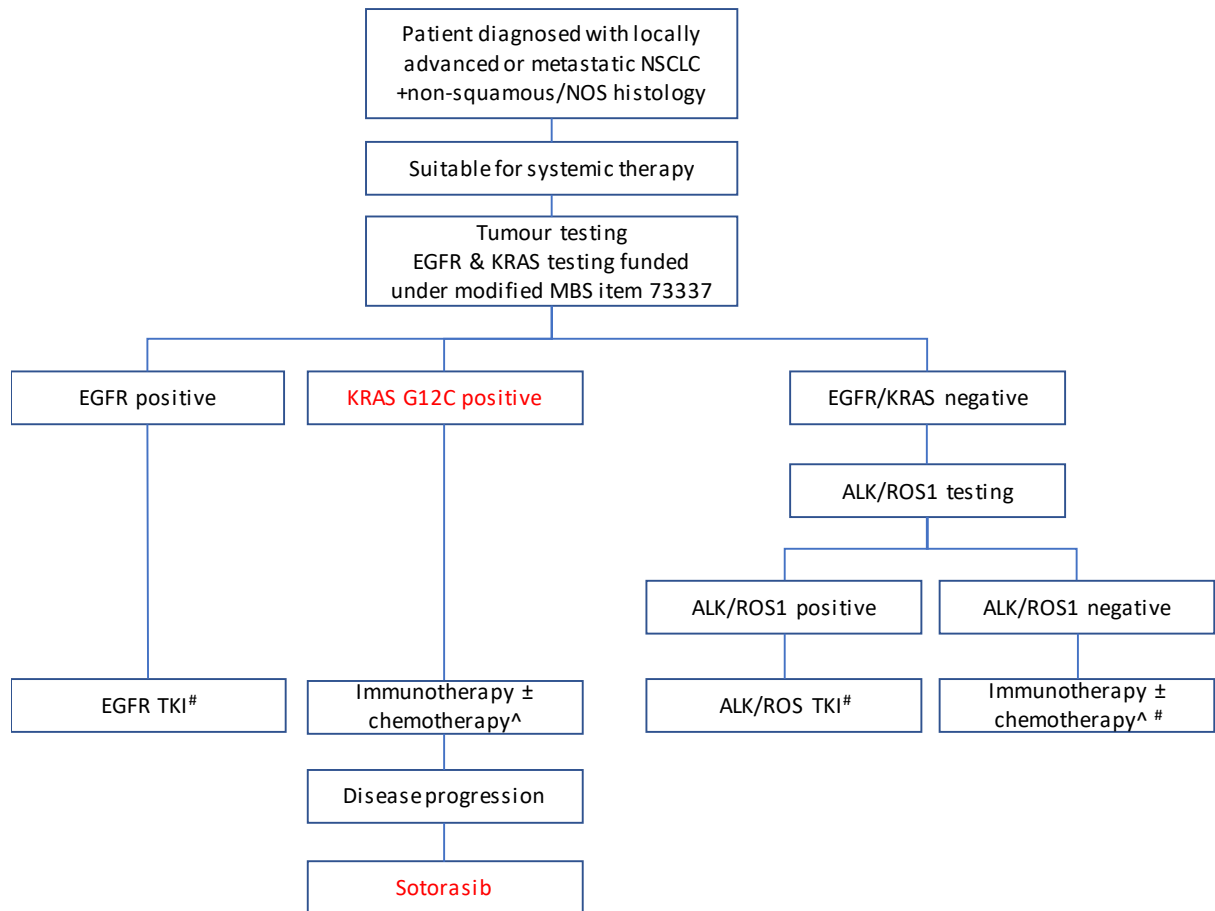 Patient diagnosed with locally
advanced or metastatic NSCLC
+non-squamous/NOS histology
Suitable for systemic therapy
Tumour testing
EGFR & KRAS testing funded
under modified MBS item 73337
EGFR positive
KRAS G12C positive
EGFR/KRAS negative
ALK/ROS1 testing
ALK/ROS1 positive
ALK/ROS1 negative
EGFR TKI#
Immunotherapy ±
chemotherapy^
ALK/ROS TKI#
Immunotherapy ±
chemotherapy^ #
Disease progression
Sotorasib